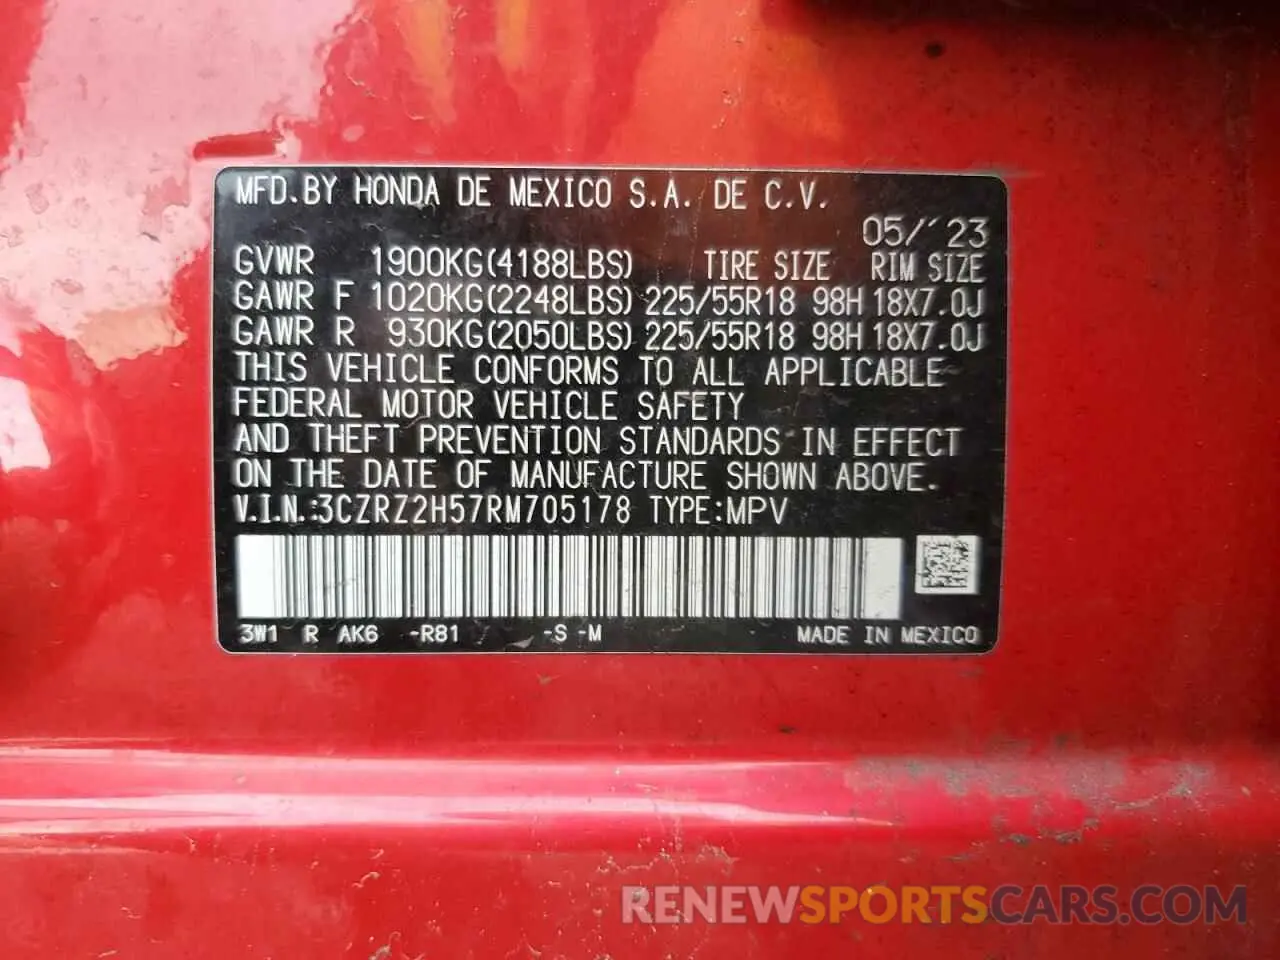 MFD.BY HONDA DE MEXICO S.A. DE C.V.
05/´23
GVWR 1900KG(4188LBS) TIRE SIZE RIM SIZE
GAWR F 1020KG(2248LBS) 225/55R18 98H 18X7.0J
GAWR R 930KG(2050LBS) 225/55R18 98H 18X7.0J
THIS VEHICLE CONFORMS TO ALL APPLICABLE
FEDERAL MOTOR VEHICLE SAFETY
AND THEFT PREVENTION STANDARDS IN EFFECT
ON THE DATE OF MANUFACTURE SHOWN ABOVE.
V.I.N.:3CZRZ2H57RM705178 TYPE:MPV
3W1 R AK6 -R81 -S -M MADE IN MEXICO
RENEWSPORTSCARS.COM